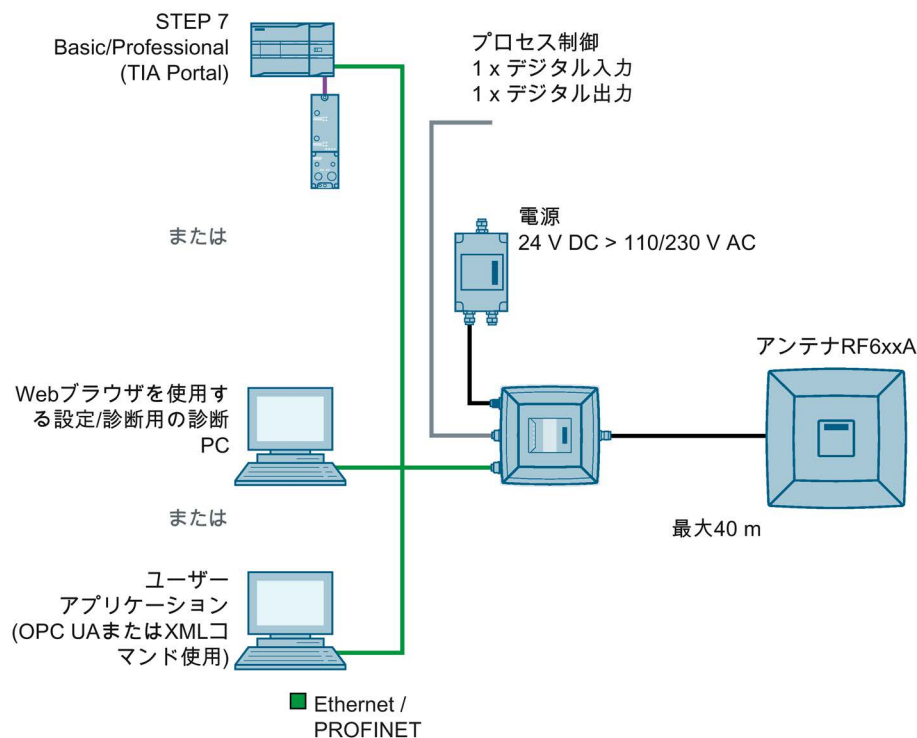 STEP 7
Basic/Professional
(TIA Portal)
プロセス制御
1 x デジタル入力
1 x デジタル出力
または
電源
24 V DC > 110/230 V AC
アンテナRF6xxA
Webブラウザを使用す
る設定/診断用の診断
PC
または
最大40 m
ユーザー
アプリケーション
(OPC UAまたはXMLコ
マンド使用)
Ethernet /
PROFINET